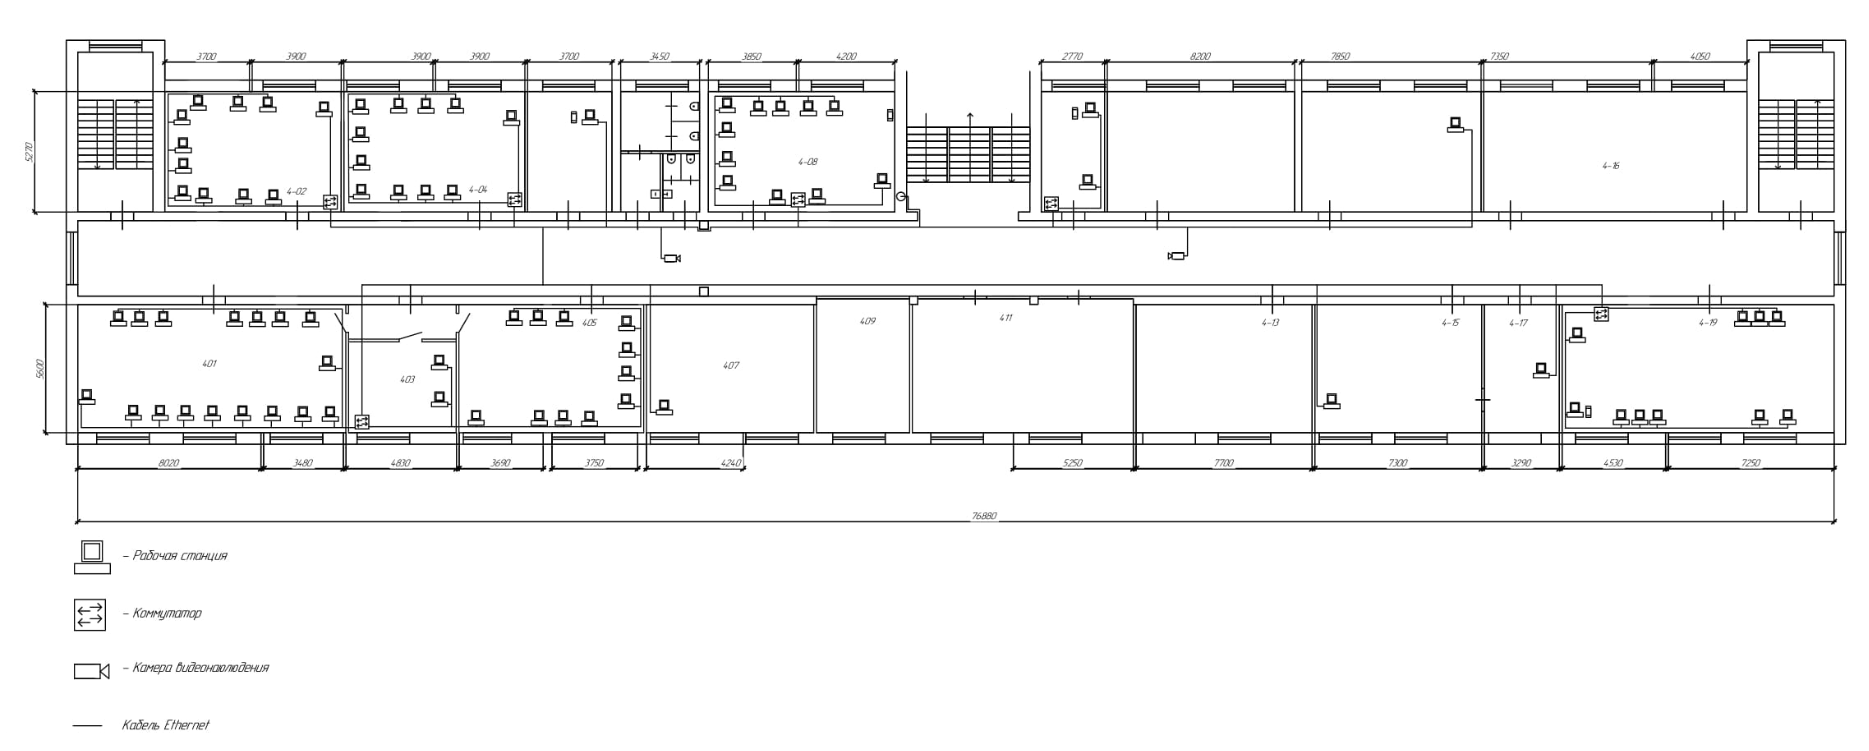 3700 3900 3900 3900 3700 3450 3850 4200 2770 8200 7850 7350 4050
5270
4-02 4-04 4-08 4-16
5600
401 403 405 407 409 411 4-13 4-15 4-17 4-19
8020 3480 4830 3690 3750 4240 5250 7700 7300 3290 4530 7250
76880
– Рабочая станция
– Коммутатор
– Камера видеонаюлюдения
Кабель Ethernet